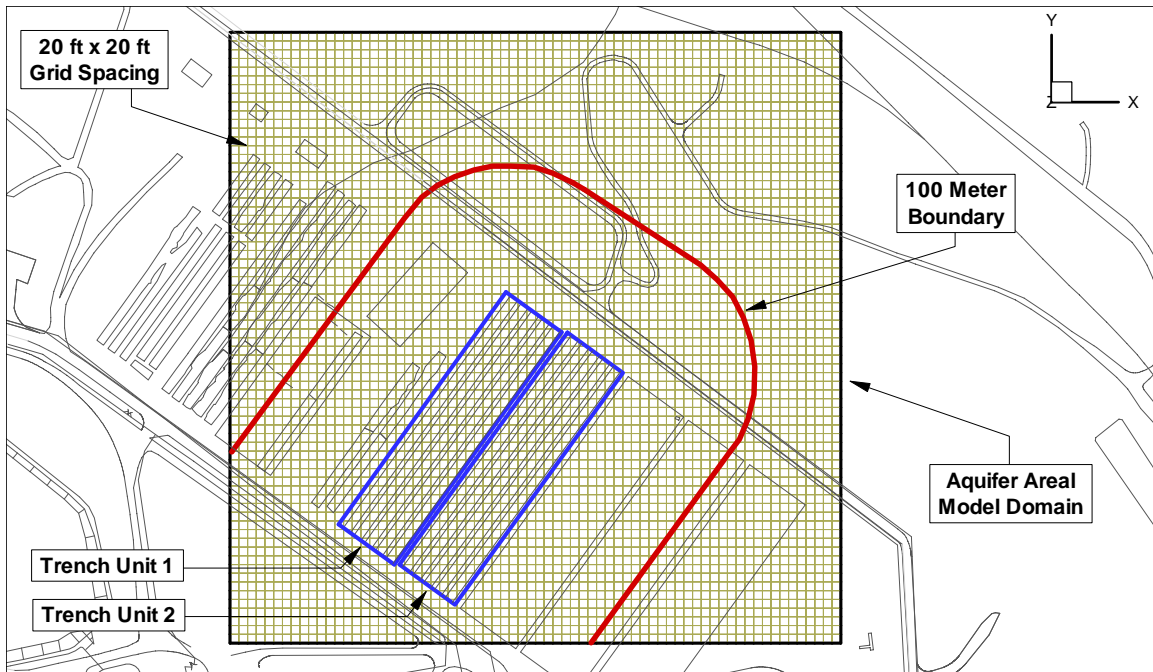 20 ft x 20 ft
Grid Spacing
Y
Z
X
100 Meter
Boundary
Aquifer Areal
Model Domain
Trench Unit 1
Trench Unit 2